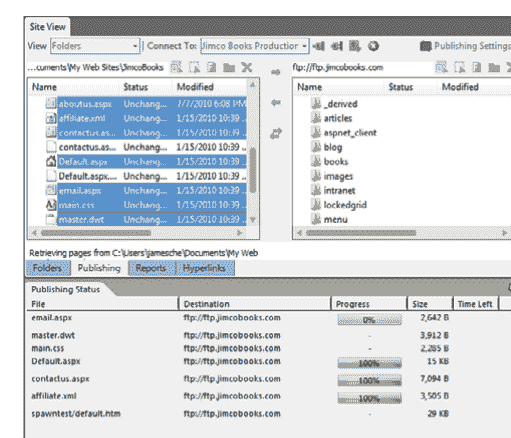 Site View
View Folders Connect To: Jimco Books Production Publishing Settings
...cuments\My Web Sites\JimcoBooks ftp://ftp.jimcobooks.com
Name Status Modified Name Status Modified
aboutus.aspx Unchang... 7/7/2010 6:08 PM _derived
affiliate.xml Unchang... 1/15/2010 10:39 .. articles
contactus.as... Unchang... 1/15/2010 10:39 .. aspnet_client
contactus.as... Unchang... 1/15/2010 10:39 .. blog
Default.aspx Unchang... 1/15/2010 10:39 .. books
Default.aspx.... Unchang... 1/15/2010 10:39 .. images
email.aspx Unchang... 1/15/2010 10:39 .. intranet
main.css Unchang... 1/15/2010 10:39 .. lockedgrid
master.dwt Unchang... 1/15/2010 10:39 .. menu
Retrieving pages from C:\Users\jamesche\Documents\My Web
Folders Publishing Reports Hyperlinks
Publishing Status
File Destination Progress Size Time Left
email.aspx ftp://ftp.jimcobooks.com 0% 2,642 B
master.dwt ftp://ftp.jimcobooks.com - 3,912 B
main.css ftp://ftp.jimcobooks.com - 2,285 B
Default.aspx ftp://ftp.jimcobooks.com 100% 15 KB
contactus.aspx ftp://ftp.jimcobooks.com 100% 7,094 B
affiliate.xml ftp://ftp.jimcobooks.com 100% 3,505 B
spawntest/default.htm ftp://ftp.jimcobooks.com - 29 KB